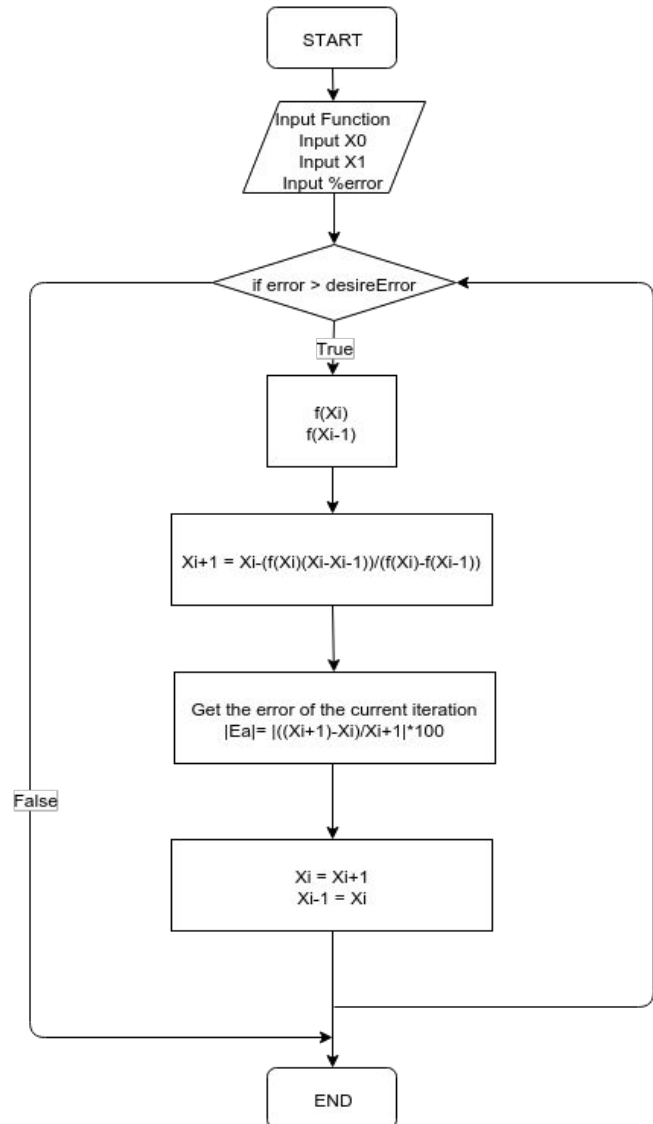 START
Input Function
Input X0
Input X1
Input %error
if error > desireError
True
f(Xi)
f(Xi-1)
Xi+1 = Xi-(f(Xi)(Xi-Xi-1))/(f(Xi)-f(Xi-1))
Get the error of the current iteration
|Ea|= |((Xi+1)-Xi)/Xi+1|*100
False
Xi = Xi+1
Xi-1 = Xi
END